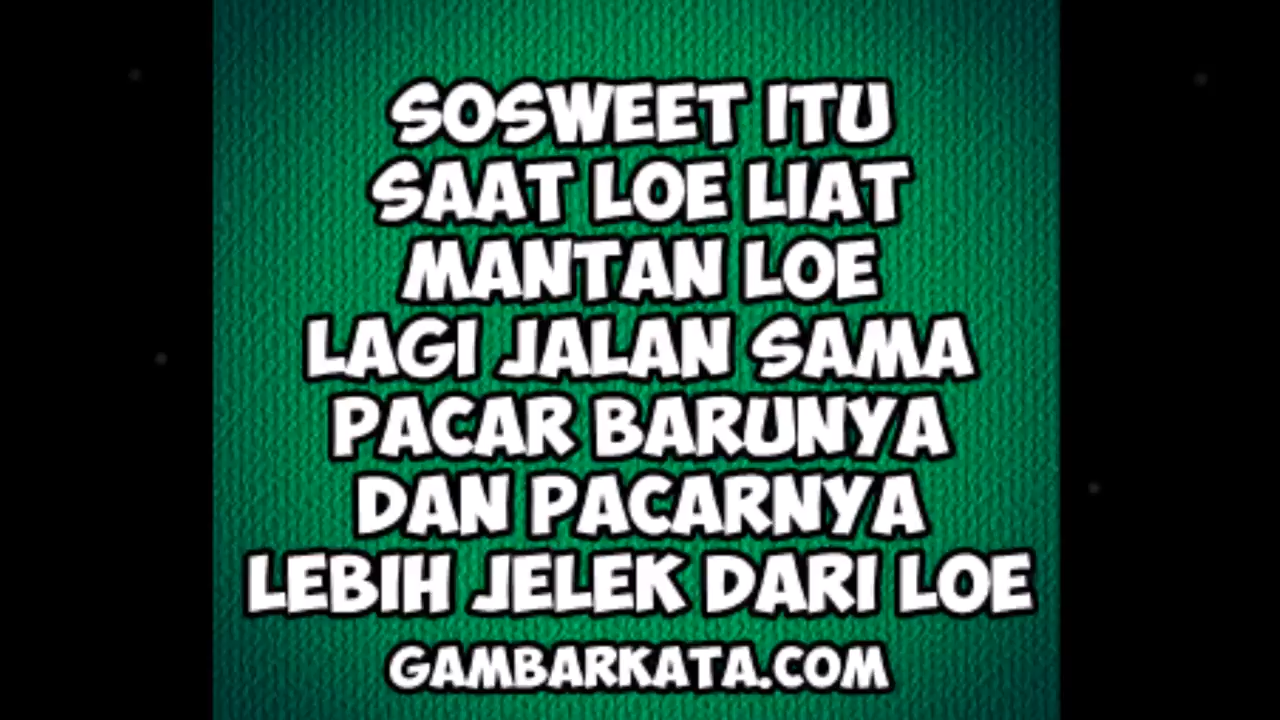 SOSWEET ITU
SAAT LOE LIAT
MANTAN LOE
LAGI JALAN SAMA
PACAR BARUNYA
DAN PACARNYA
LEBIH JELEK DARI LOE
GAMBARKATA.COM